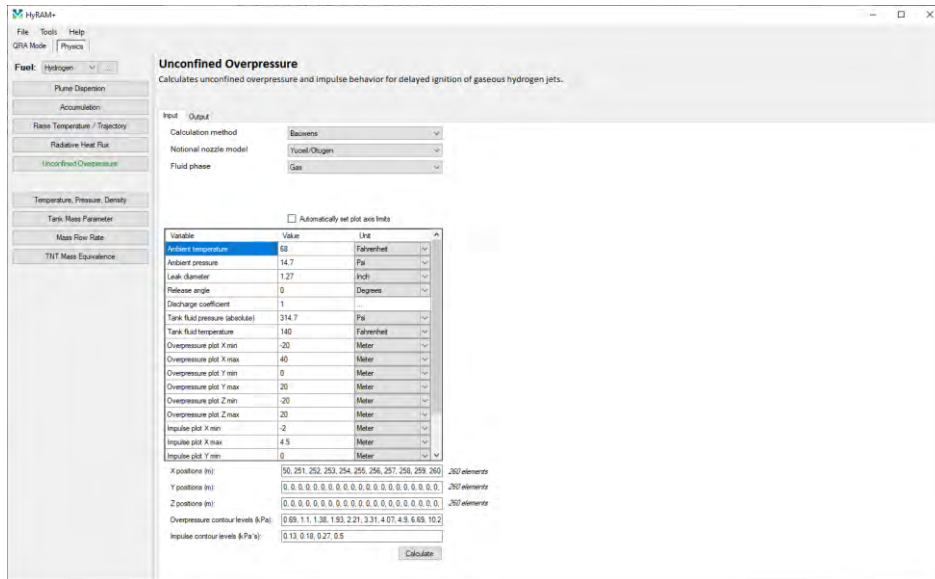 HyRAM+
File Tools Help
QRA Mode Physics
Fuel: Hydrogen ...
Plume Dispersion
Accumulation
Flame Temperature / Trajectory
Radiative Heat Flux
Unconfined Overpressure
Temperature, Pressure, Density
Tank Mass Parameter
Mass Flow Rate
TNT Mass Equivalence
Unconfined Overpressure
Calculates unconfined overpressure and impulse behavior for delayed ignition of gaseous hydrogen jets.
Input Output
Calculation method Bauwens
Notional nozzle model Yucel/Otugen
Fluid phase Gas
Automatically set plot axis limits
Variable Value Unit
Ambient temperature 68 Fahrenheit
Ambient pressure 14.7 Psi
Leak diameter 1.27 Inch
Release angle 0 Degrees
Discharge coefficient 1 ...
Tank fluid pressure (absolute) 314.7 Psi
Tank fluid temperature 140 Fahrenheit
Overpressure plot X min -20 Meter
Overpressure plot X max 40 Meter
Overpressure plot Y min 0 Meter
Overpressure plot Y max 20 Meter
Overpressure plot Z min -20 Meter
Overpressure plot Z max 20 Meter
Impulse plot X min -2 Meter
Impulse plot X max 4.5 Meter
Impulse plot Y min 0 Meter
X positions (m): 50, 251, 252, 253, 254, 255, 256, 257, 258, 259, 260 260 elements
Y positions (m): 0, 0, 0, 0, 0, 0, 0, 0, 0, 0, 0, 0, 0, 0, 0, 0, 0, 0, 0, 0, 0, 260 elements
Z positions (m): 0, 0, 0, 0, 0, 0, 0, 0, 0, 0, 0, 0, 0, 0, 0, 0, 0, 0, 0, 0, 0, 260 elements
Overpressure contour levels (kPa): 0.69, 1.1, 1.38, 1.93, 2.21, 3.31, 4.07, 4.9, 6.69, 10.2
Impulse contour levels (kPa*s): 0.13, 0.18, 0.27, 0.5
Calculate